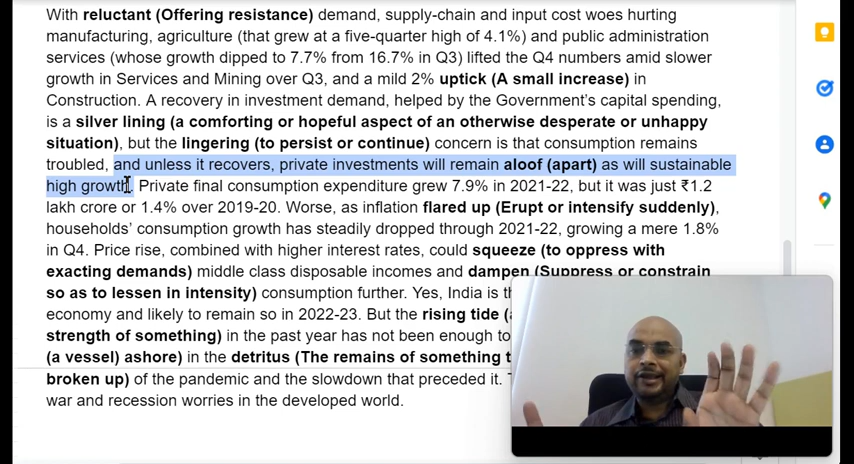 With reluctant (Offering resistance) demand, supply-chain and input cost woes hurting
manufacturing, agriculture (that grew at a five-quarter high of 4.1%) and public administration
services (whose growth dipped to 7.7% from 16.7% in Q3) lifted the Q4 numbers amid slower
growth in Services and Mining over Q3, and a mild 2% uptick (A small increase) in
Construction. A recovery in investment demand, helped by the Government’s capital spending,
is a silver lining (a comforting or hopeful aspect of an otherwise desperate or unhappy
situation), but the lingering (to persist or continue) concern is that consumption remains
troubled, and unless it recovers, private investments will remain aloof (apart) as will sustainable
high growth. Private final consumption expenditure grew 7.9% in 2021-22, but it was just ₹1.2
lakh crore or 1.4% over 2019-20. Worse, as inflation flared up (Erupt or intensify suddenly),
households’ consumption growth has steadily dropped through 2021-22, growing a mere 1.8%
in Q4. Price rise, combined with higher interest rates, could squeeze (to oppress with
exacting demands) middle class disposable incomes and dampen (Suppress or constrain
so as to lessen in intensity) consumption further. Yes, India is
economy and likely to remain so in 2022-23. But the rising tide
strength of something) in the past year has not been enough to
(a vessel) ashore) in the detritus (The remains of something
broken up) of the pandemic and the slowdown that preceded it.
war and recession worries in the developed world.